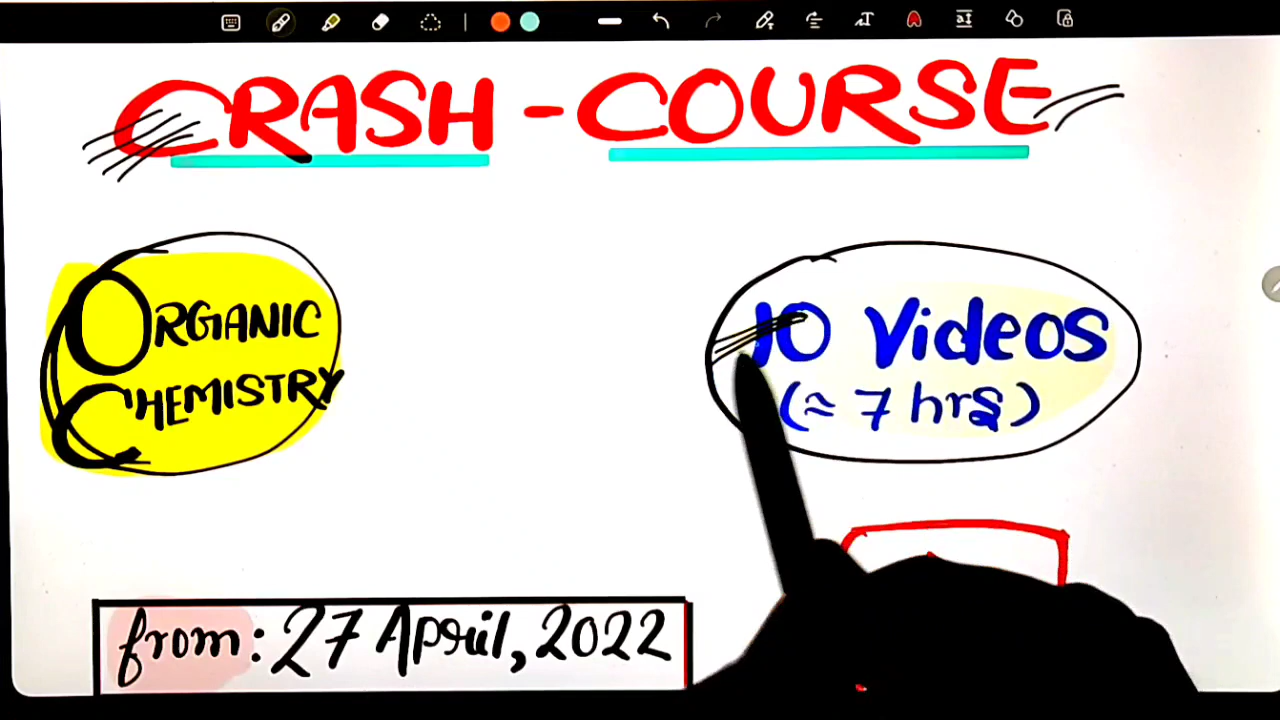 CRASH - COURSE
ORGANIC
CHEMISTRY
10 Videos
(≈ 7 hrs)
from: 27 April, 2022